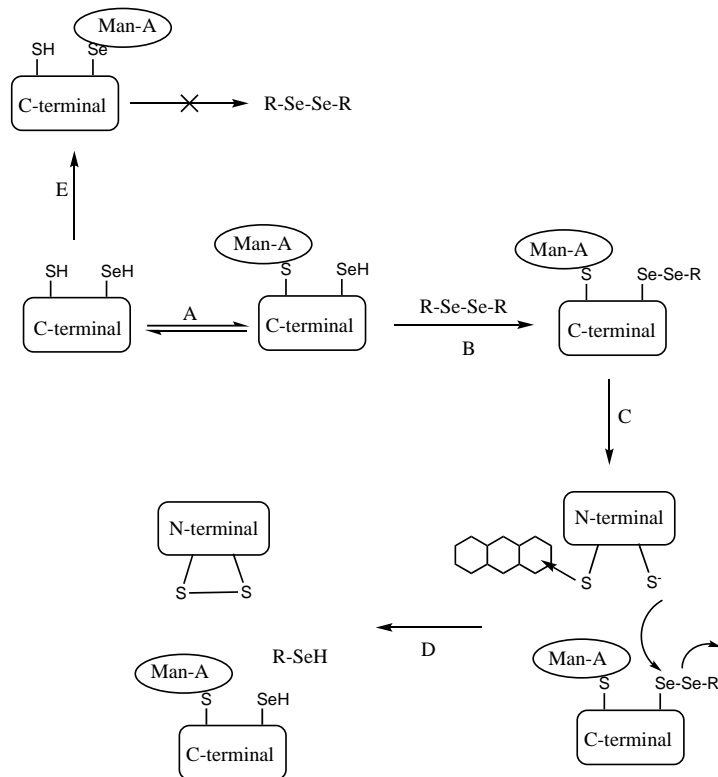 Man-A
SH Se
C-terminal
R-Se-Se-R
E
Man-A
SH SeH
S SeH
C-terminal
A
C-terminal
R-Se-Se-R
B
Man-A
S Se-Se-R
C-terminal
C
N-terminal
S S
N-terminal
S S-
D
R-SeH
Man-A
S SeH
C-terminal
Man-A
S Se-Se-R
C-terminal